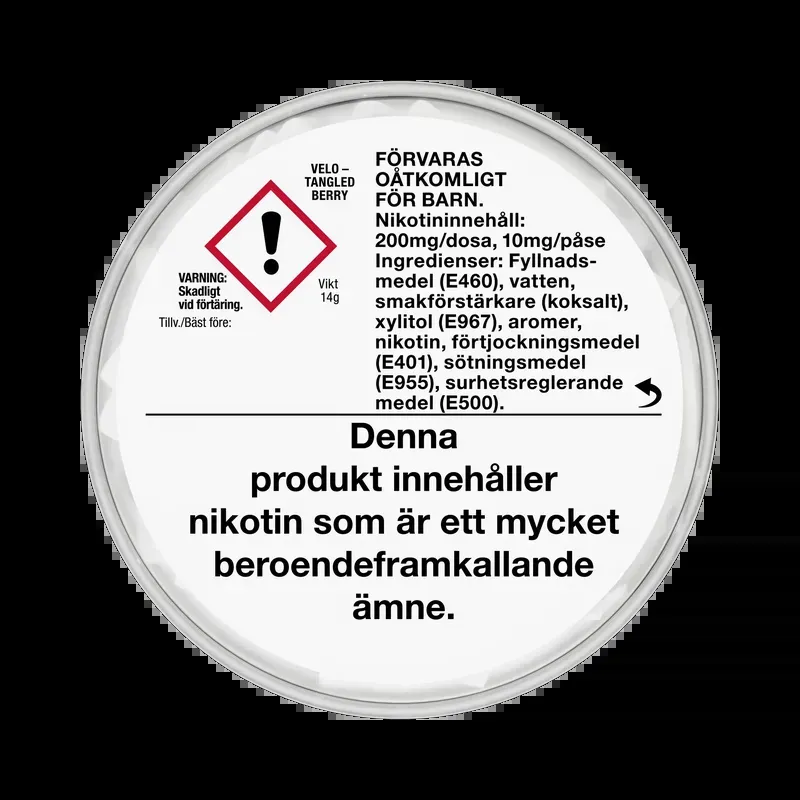 VELO –
TANGLED
BERRY
VARNING:
Skadligt
vid förtäring.
Vikt
14g
Tillv./Bäst före:
FÖRVARAS
OÅTKOMLIGT
FÖR BARN.
Nikotininnehåll:
200mg/dosa, 10mg/påse
Ingredienser: Fyllnads-
medel (E460), vatten,
smakförstärkare (koksalt),
xylitol (E967), aromer,
nikotin, förtjockningsmedel
(E401), sötningsmedel
(E955), surhetsreglerande
medel (E500).
Denna
produkt innehåller
nikotin som är ett mycket
beroendeframkallande
ämne.